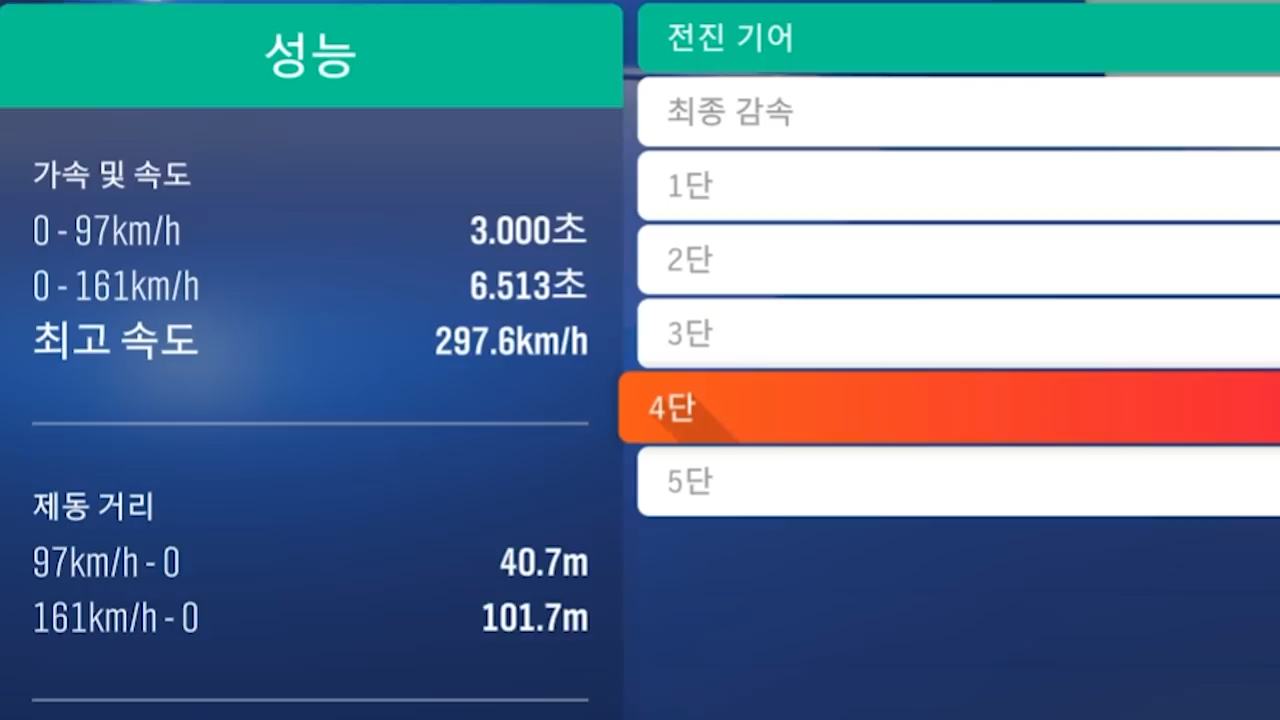 성능
가속 및 속도
0 - 97km/h 3.000초
0 - 161km/h 6.513초
최고 속도 297.6km/h
제동 거리
97km/h - 0 40.7m
161km/h - 0 101.7m
전진 기어
최종 감속
1단
2단
3단
4단
5단